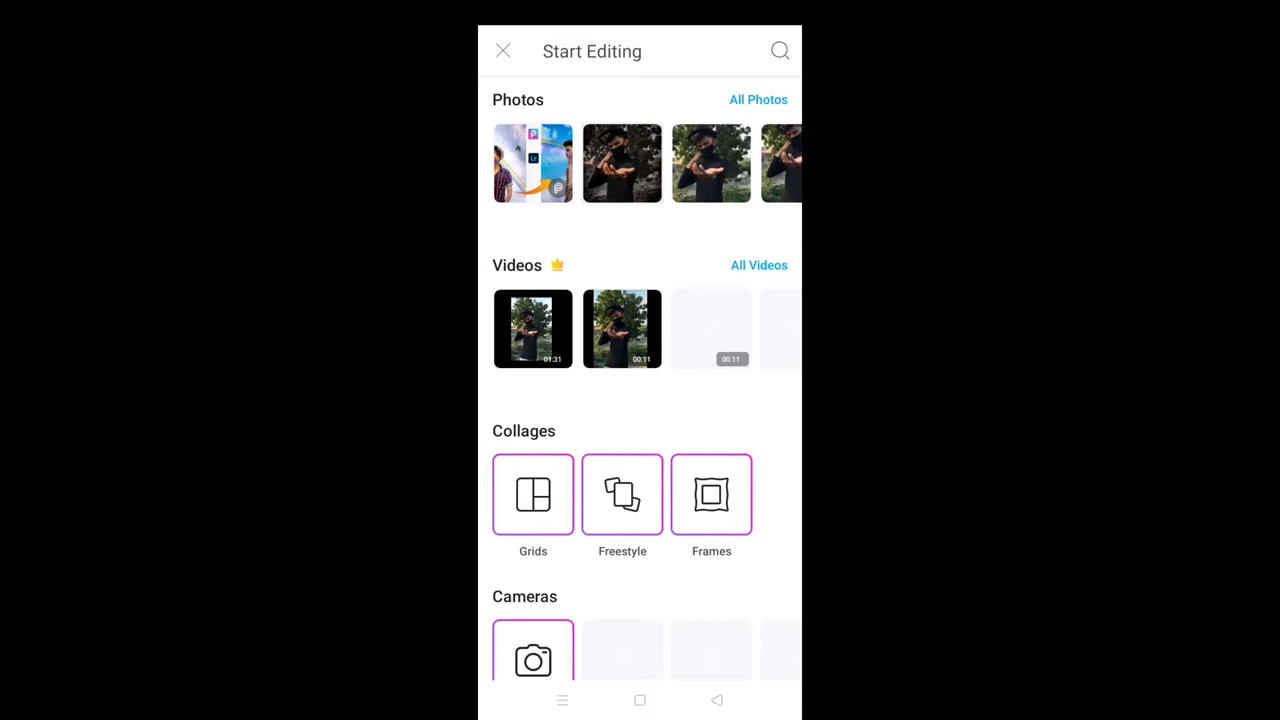 Start Editing
Photos
All Photos
Lr
Videos
All Videos
01:31
00:11
00:11
Collages
Grids
Freestyle
Frames
Cameras